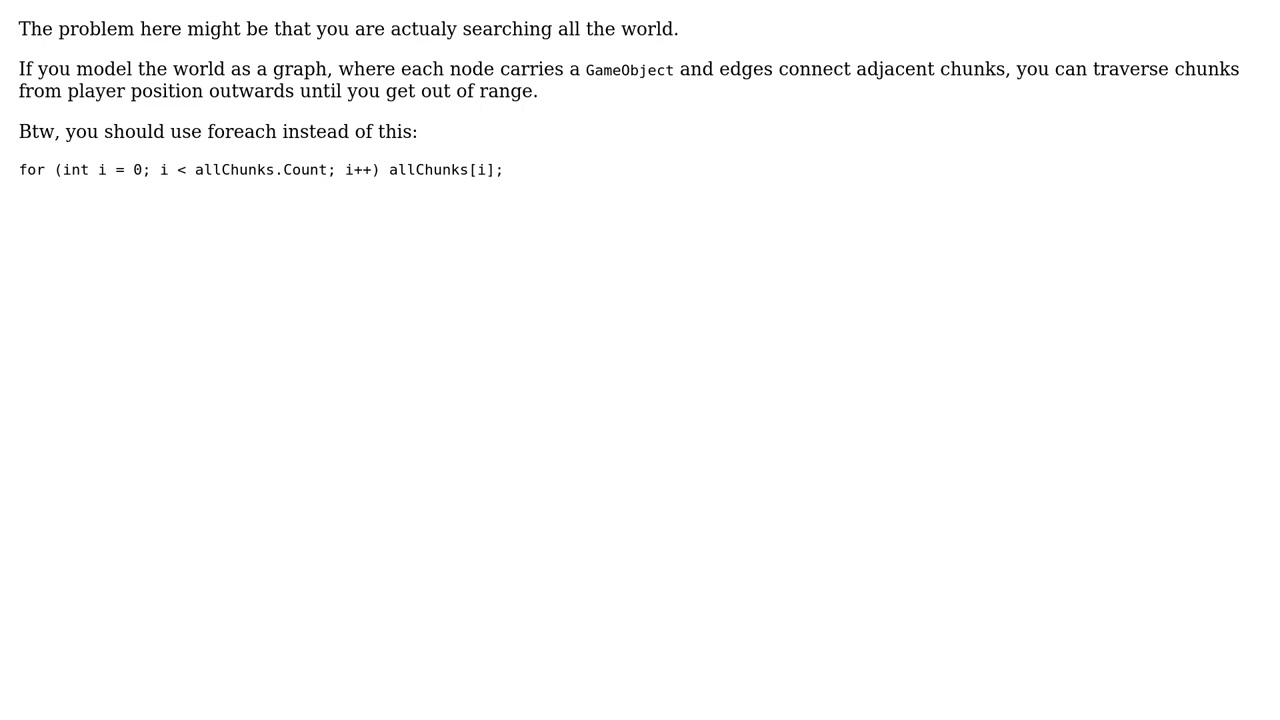 The problem here might be that you are actualy searching all the world.
If you model the world as a graph, where each node carries a GameObject and edges connect adjacent chunks, you can traverse chunks
from player position outwards until you get out of range.
Btw, you should use foreach instead of this:
for (int i = 0; i < allChunks.Count; i++) allChunks[i];